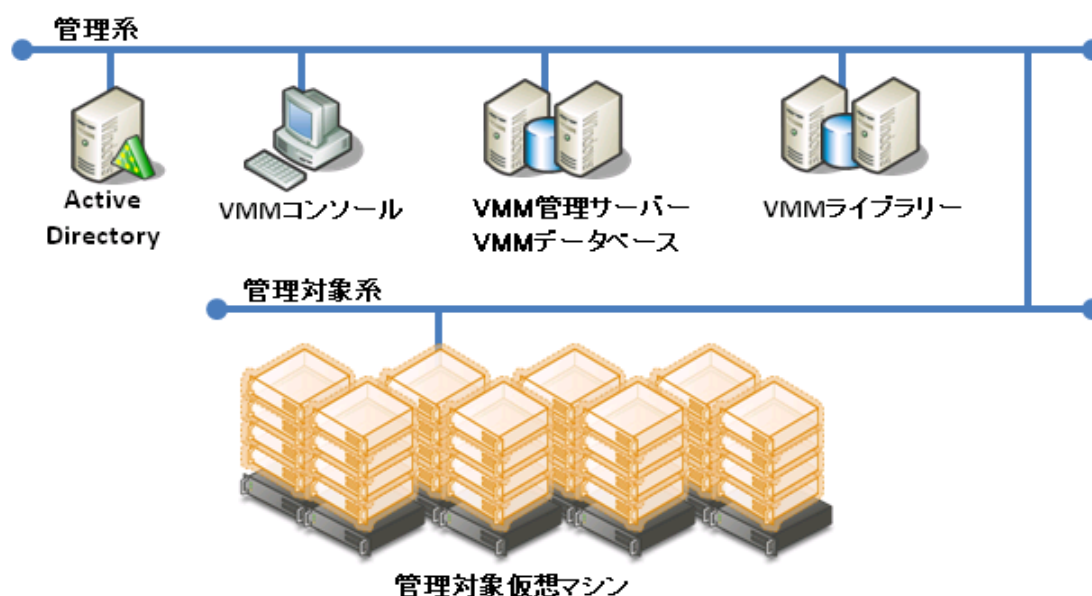 管理系
Active
Directory
VMMコンソール
VMM管理サーバー
VMMデータベース
VMMライブラリー
管理対象系
管理対象仮想マシン